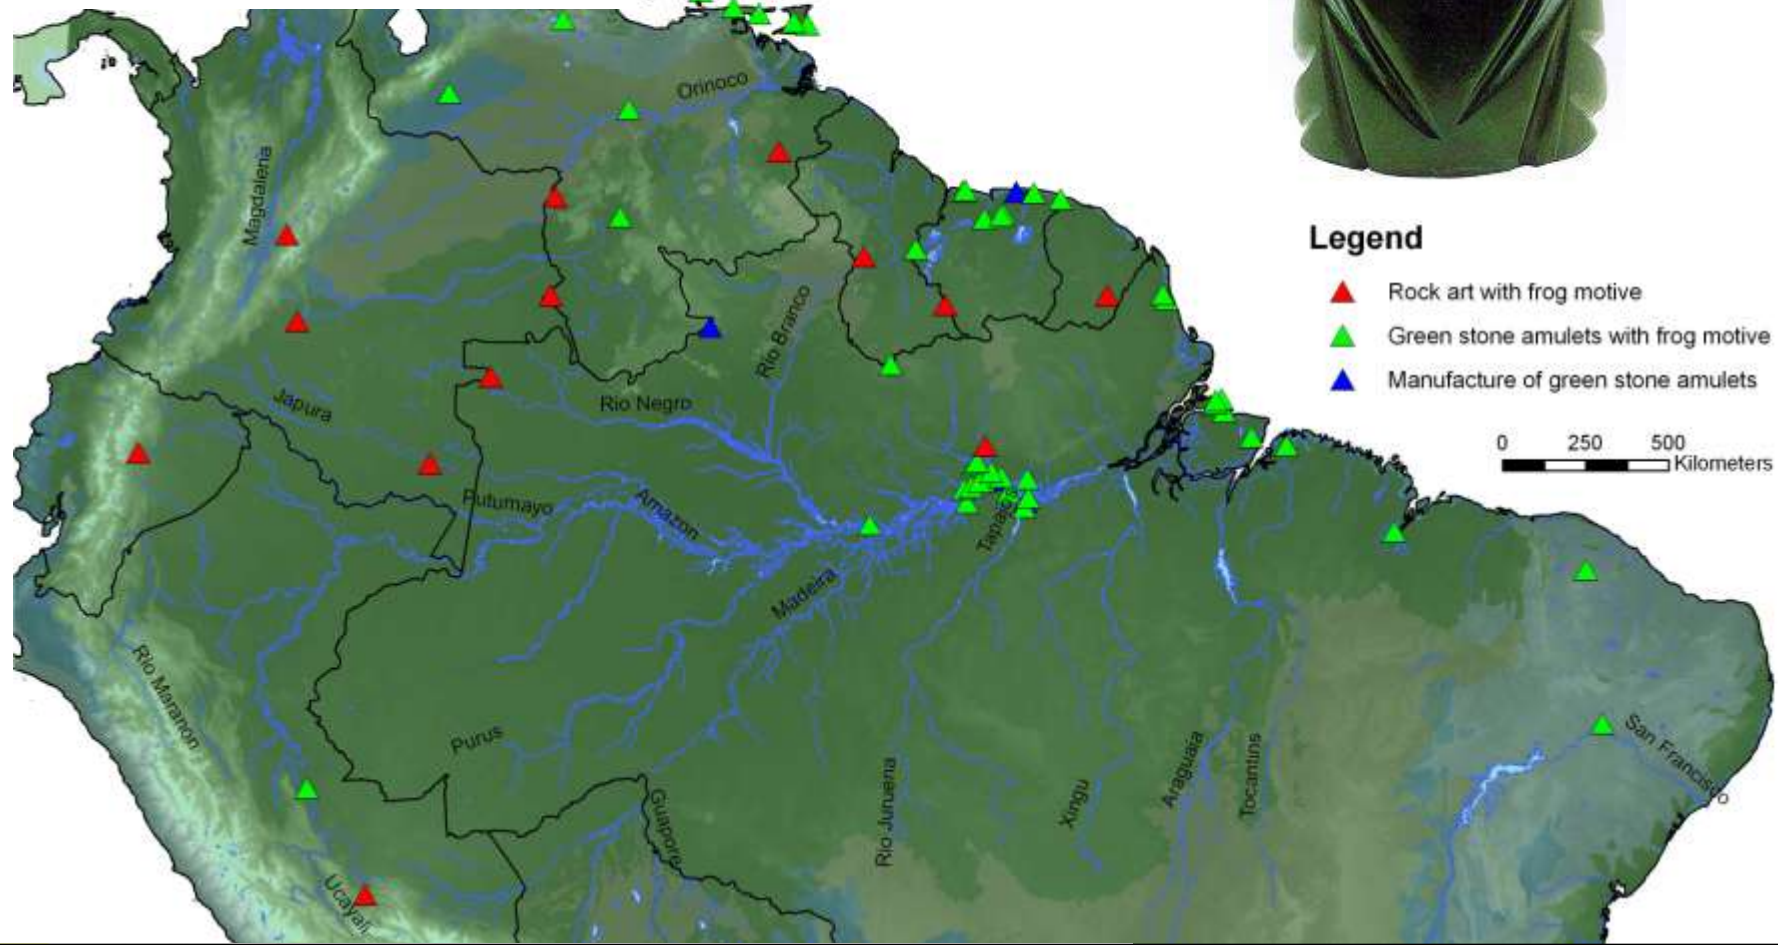 Orinoco
Magdalena
Rio Branco
Japura
Rio Negro
Putumayo
Amazon
Tapajos
Madeira
Rio Maranon
Purus
Guapore
Rio Juruena
Xingu
Araguaia
Tocantins
San Francisco
Ucayali
Legend
Rock art with frog motive
Green stone amulets with frog motive
Manufacture of green stone amulets
0 250 500
Kilometers